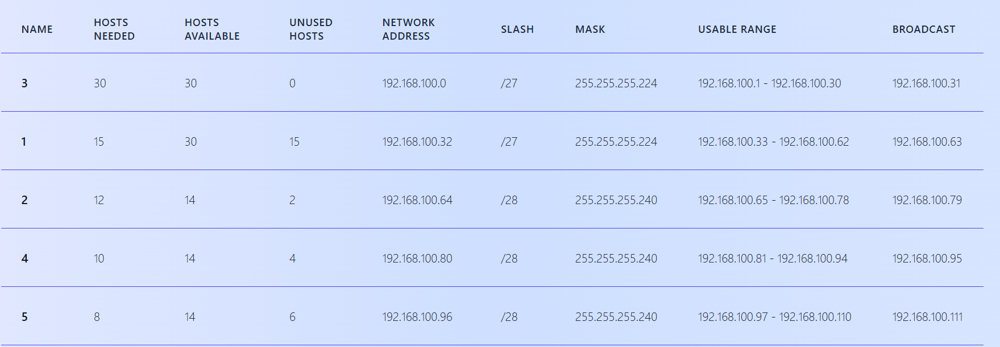 NAME HOSTS NEEDED HOSTS AVAILABLE UNUSED HOSTS NETWORK ADDRESS SLASH MASK USABLE RANGE BROADCAST
3 30 30 0 192.168.100.0 /27 255.255.255.224 192.168.100.1 - 192.168.100.30 192.168.100.31
1 15 30 15 192.168.100.32 /27 255.255.255.224 192.168.100.33 - 192.168.100.62 192.168.100.63
2 12 14 2 192.168.100.64 /28 255.255.255.240 192.168.100.65 - 192.168.100.78 192.168.100.79
4 10 14 4 192.168.100.80 /28 255.255.255.240 192.168.100.81 - 192.168.100.94 192.168.100.95
5 8 14 6 192.168.100.96 /28 255.255.255.240 192.168.100.97 - 192.168.100.110 192.168.100.111